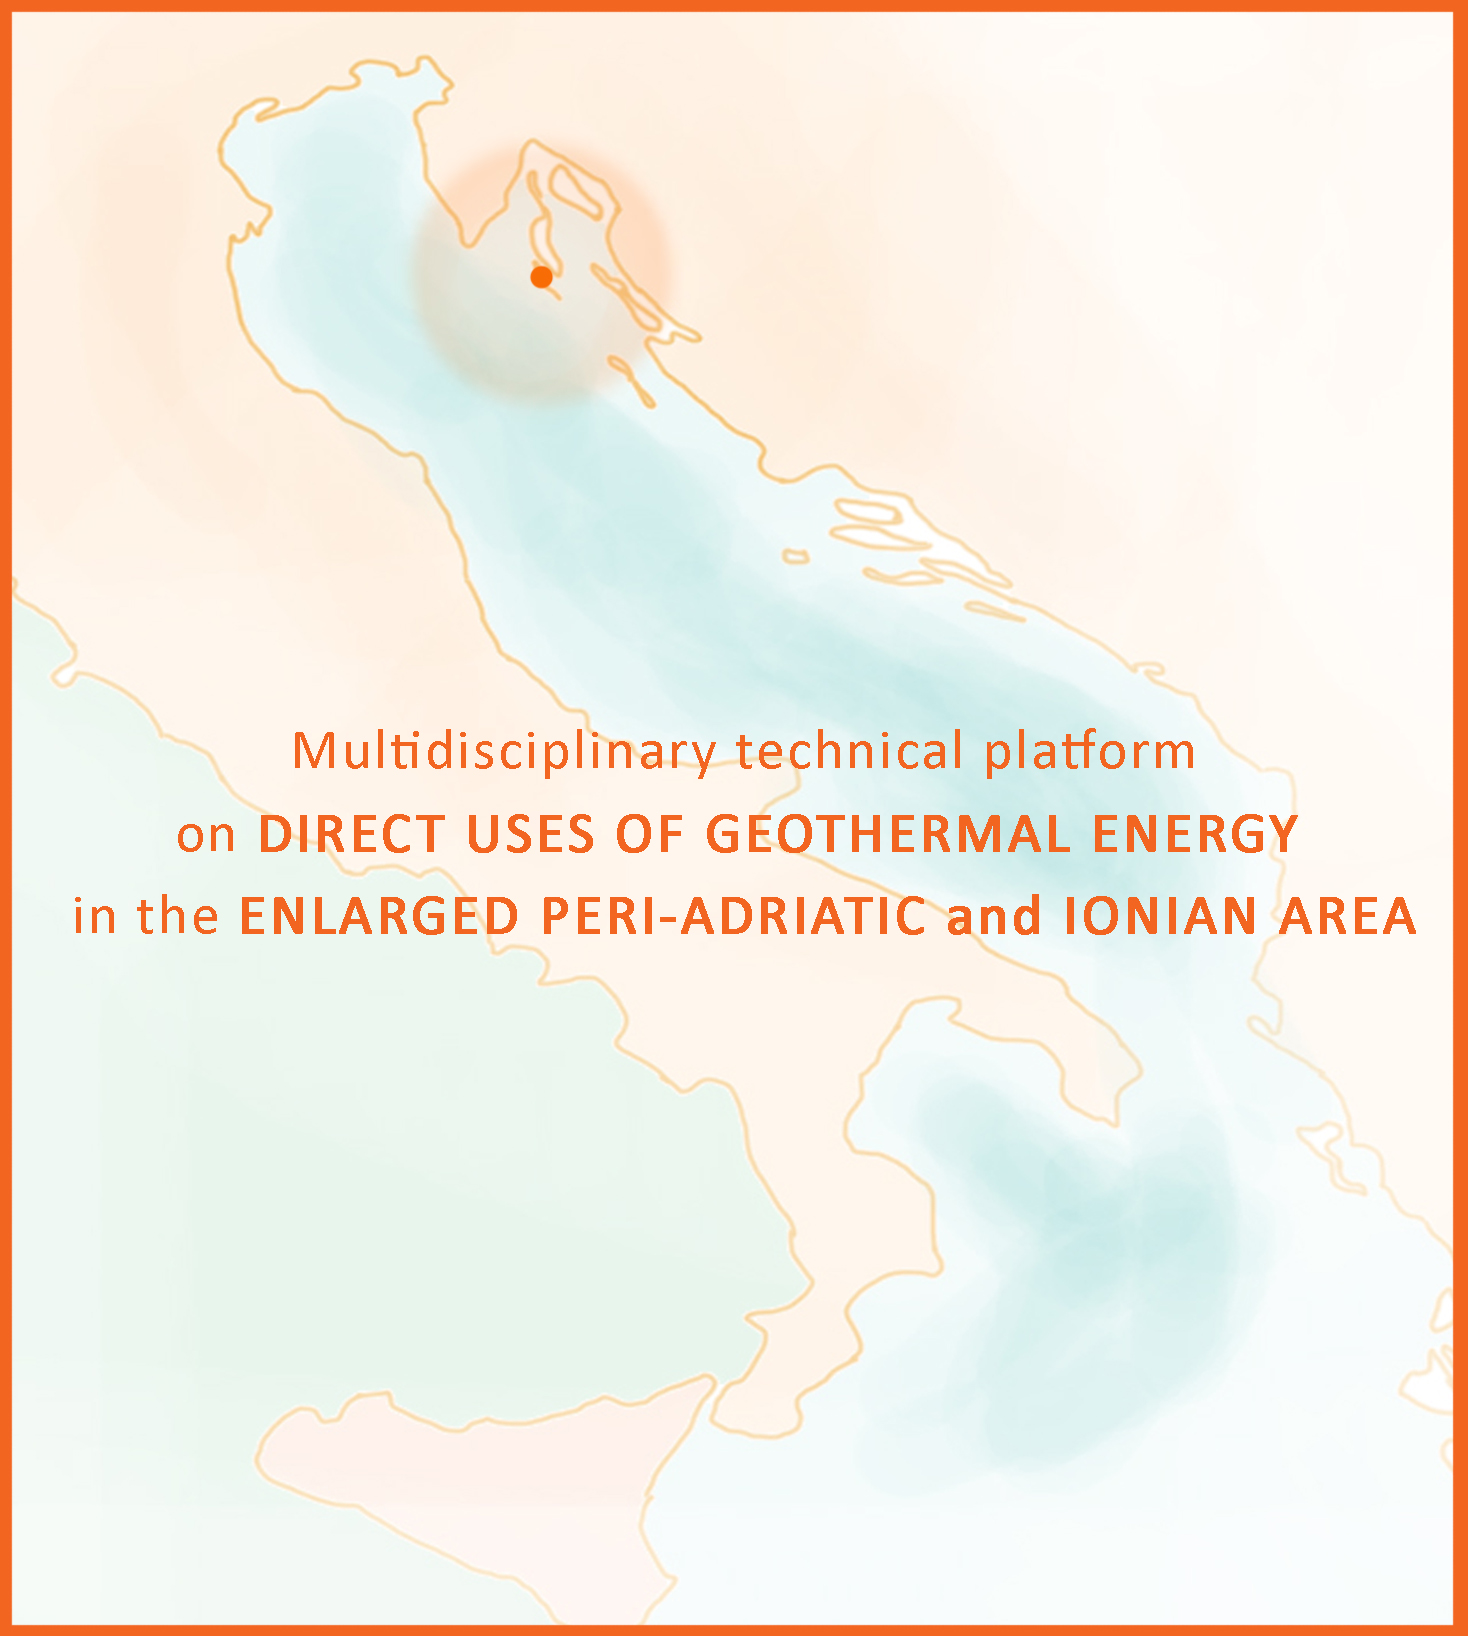 Multidisciplinary technical platform
on DIRECT USES OF GEOTHERMAL ENERGY
in the ENLARGED PERI-ADRIATIC and IONIAN AREA